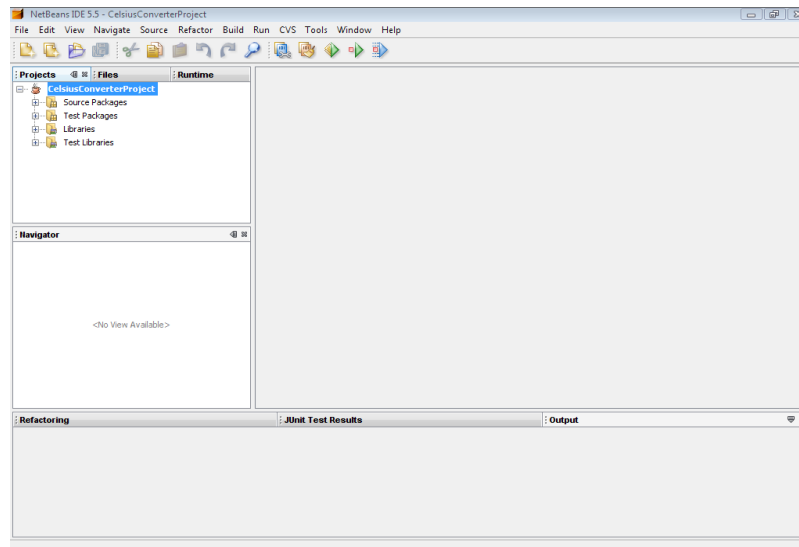 NetBeans IDE 5.5 - CelsiusConverterProject
File Edit View Navigate Source Refactor Build Run CVS Tools Window Help
Projects Files Runtime
CelsiusConverterProject
Source Packages
Test Packages
Libraries
Test Libraries
Navigator
<No View Available>
Refactoring JUnit Test Results Output